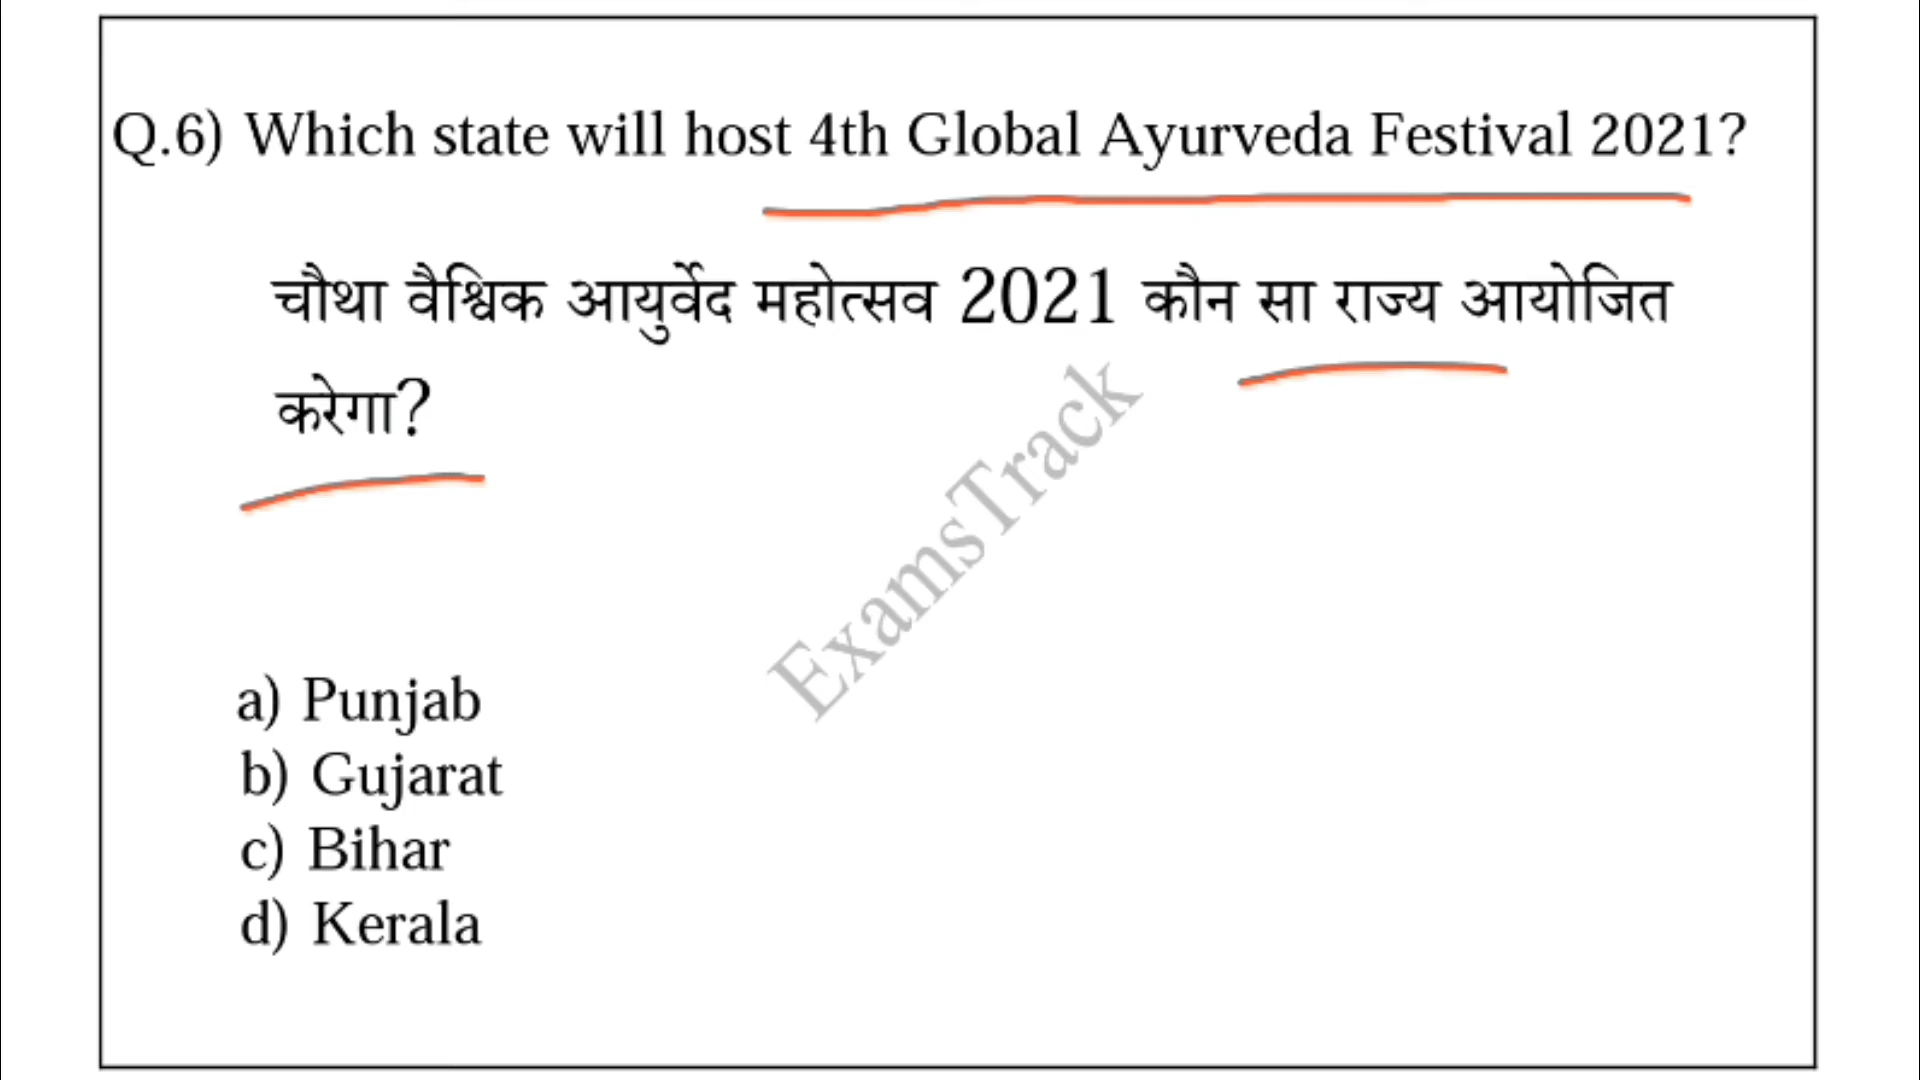 Q.6) Which state will host 4th Global Ayurveda Festival 2021?
चौथा वैश्विक आयुर्वेद महोत्सव 2021 कौन सा राज्य आयोजित
करेगा?
ExamsTrack
a) Punjab
b) Gujarat
c) Bihar
d) Kerala